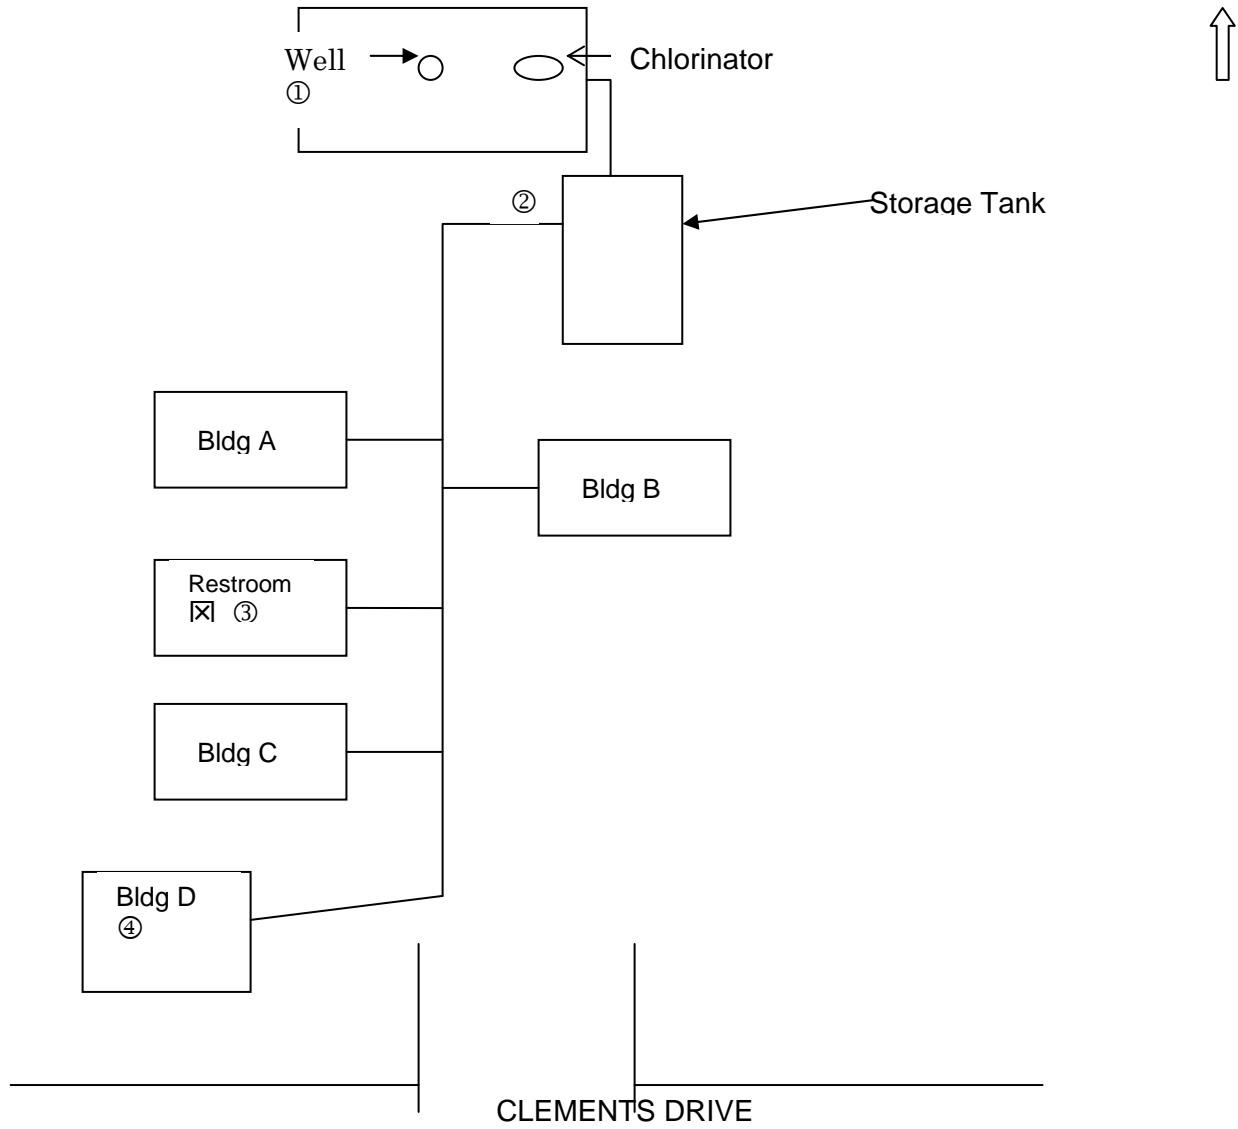 Well
①
Chlorinator
②
Storage Tank
Bldg A
Bldg B
Restroom
☒ ③
Bldg C
Bldg D
④
CLEMENTS DRIVE